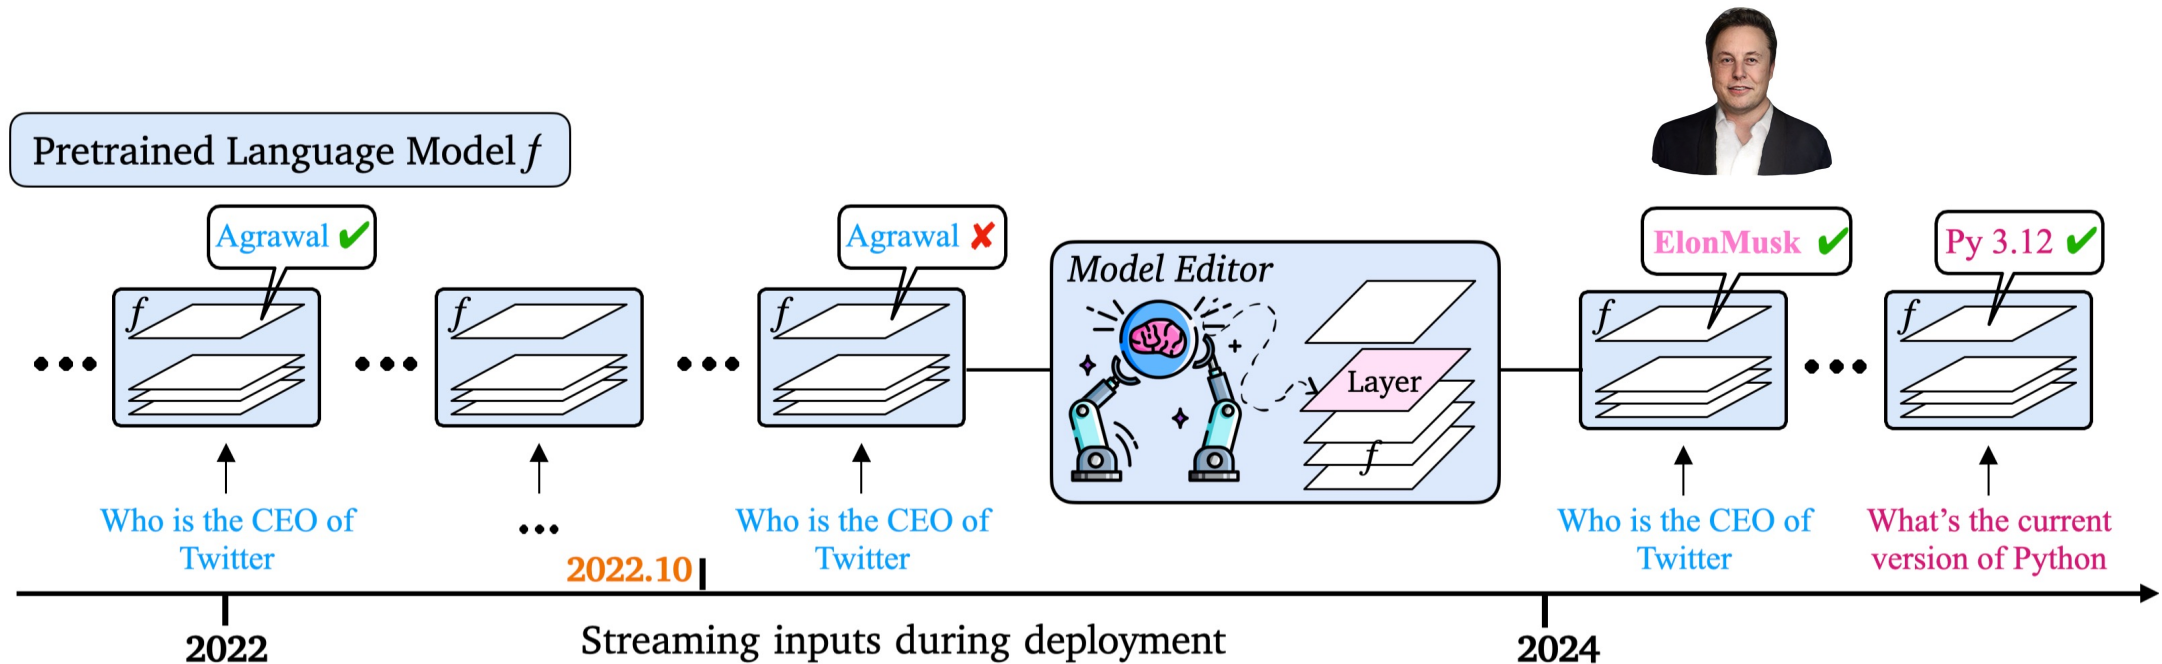 Pretrained Language Model f
Agrawal ✔
Agrawal ✘
ElonMusk ✔
Py 3.12 ✔
Model Editor
f
f
f
Layer
f
f
f
Who is the CEO of
Twitter
Who is the CEO of
Twitter
Who is the CEO of
Twitter
What's the current
version of Python
2022.10
2022
Streaming inputs during deployment
2024